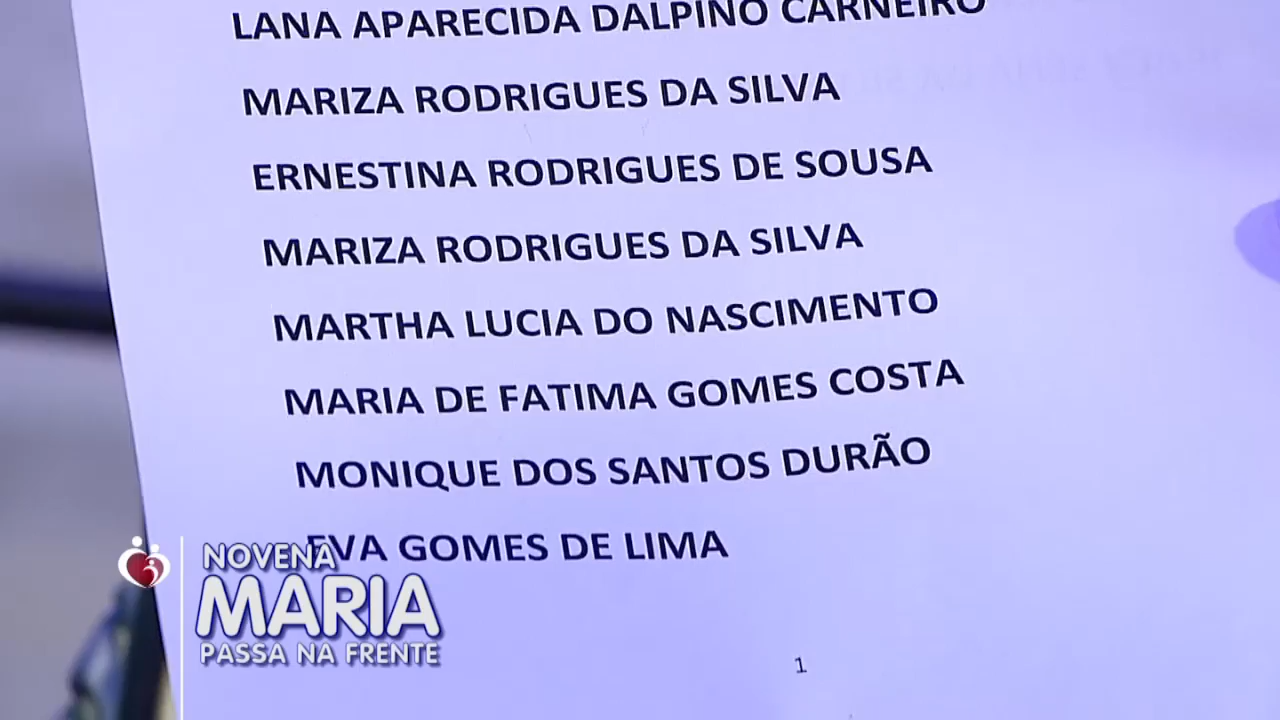 LANA APARECIDA DALPINO CARNEIRO
MARIZA RODRIGUES DA SILVA
ERNESTINA RODRIGUES DE SOUSA
MARIZA RODRIGUES DA SILVA
MARTHA LUCIA DO NASCIMENTO
MARIA DE FATIMA GOMES COSTA
MONIQUE DOS SANTOS DURÃO
EVA GOMES DE LIMA
NOVENA
MARIA
PASSA NA FRENTE
1